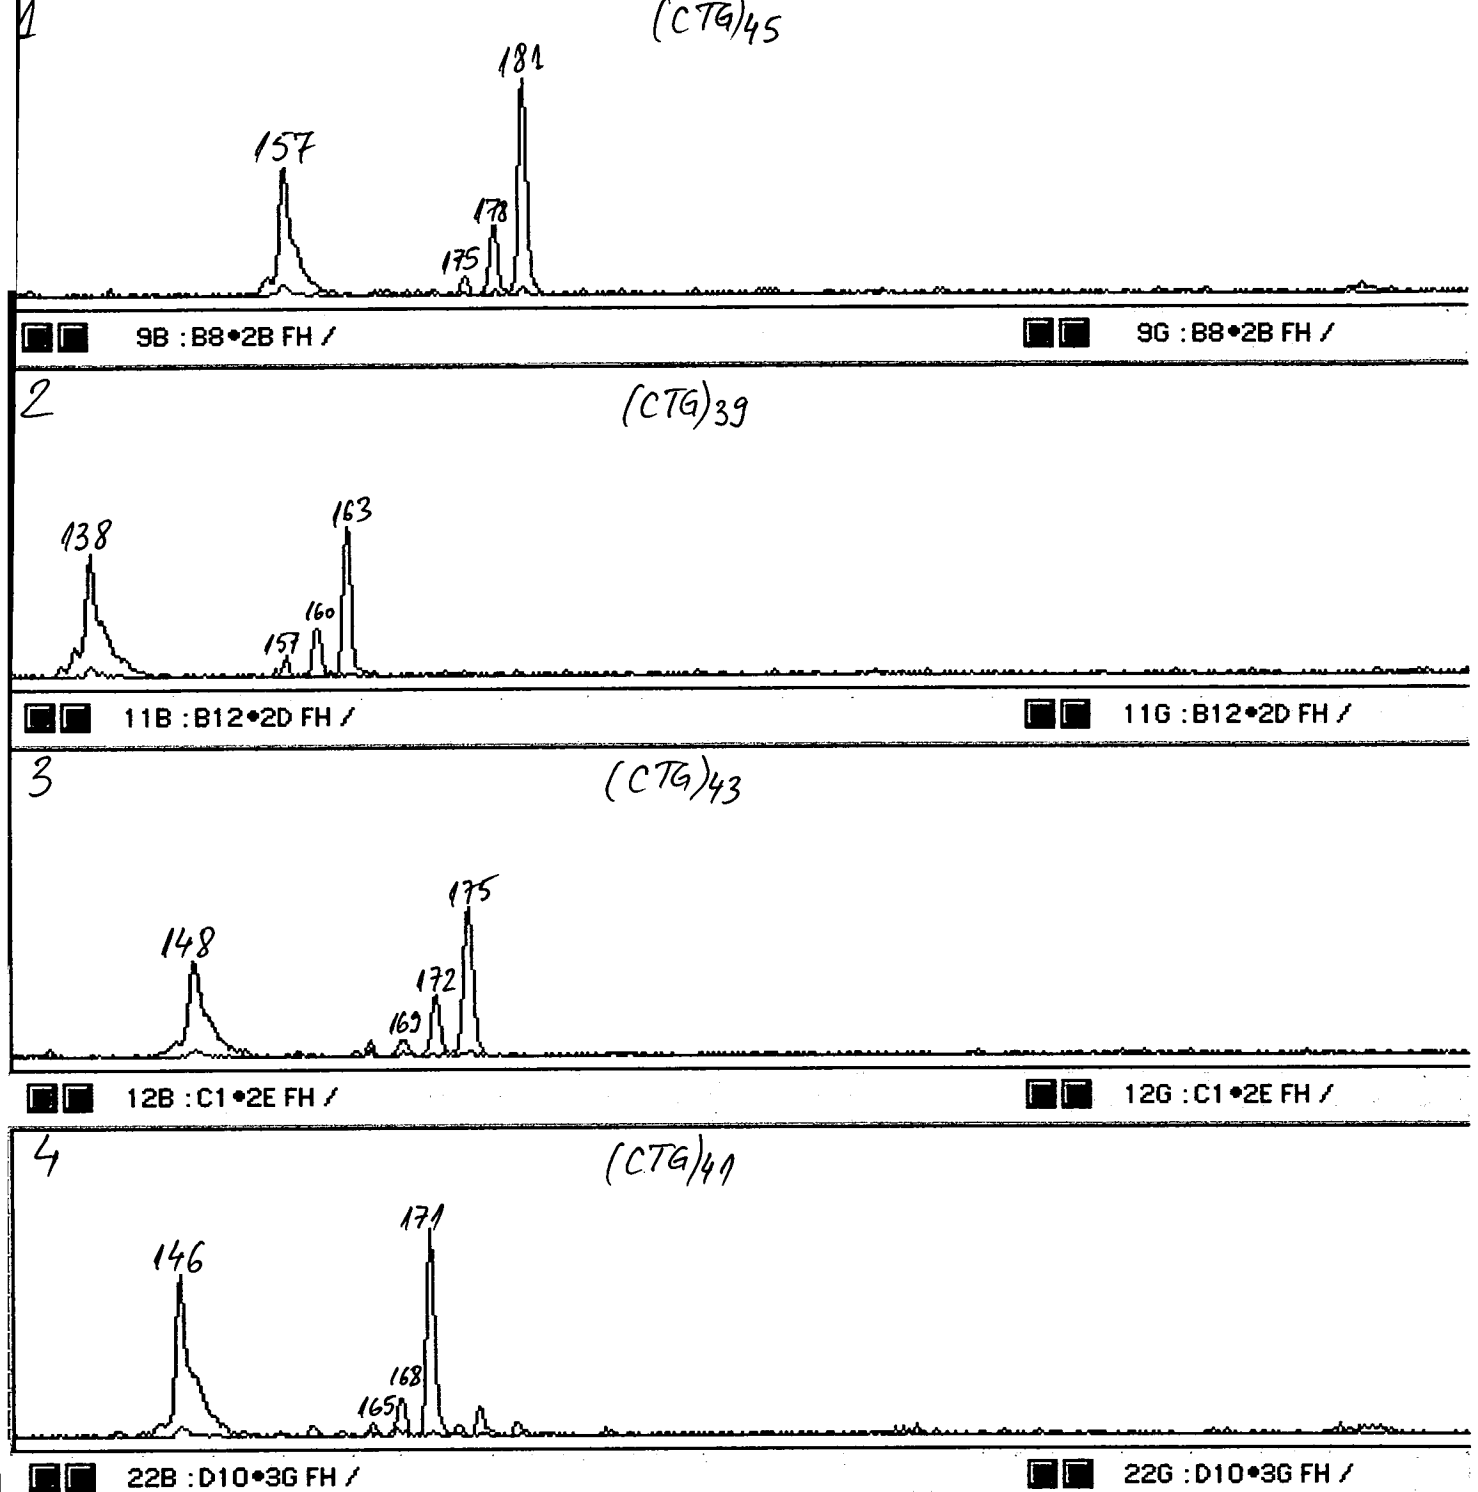 1
(CTG)45
181
157
178
175
9B : B8•2B FH / 9G : B8•2B FH /
2
(CTG)39
163
138
160
157
11B : B12•2D FH / 11G : B12•2D FH /
3
(CTG)43
175
148
172
169
12B : C1•2E FH / 12G : C1•2E FH /
4
(CTG)41
171
146
168
165
22B : D10•3G FH / 22G : D10•3G FH /